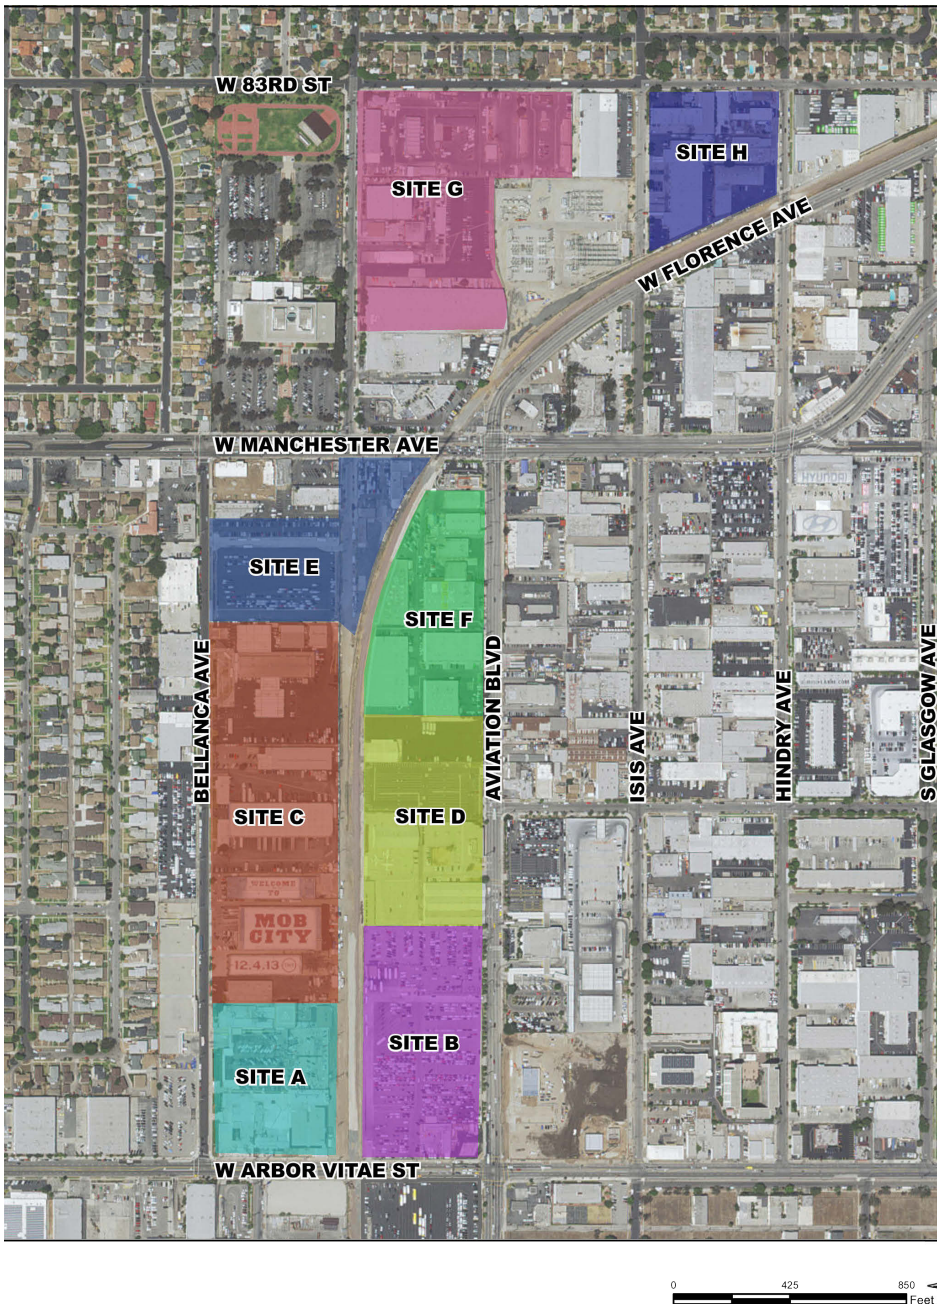 W 83RD ST
SITE H
SITE G
W FLORENCE AVE
W MANCHESTER AVE
HYUNDAI
SITE E
SITE F
BELLANCA AVE
AVIATION BLVD
ISIS AVE
HINDRY AVE
S GLASGOW AVE
SITE C
SITE D
WELCOME
TO
MOB
CITY
12.4.13
SITE B
SITE A
W ARBOR VITAE ST
0 425 850
Feet